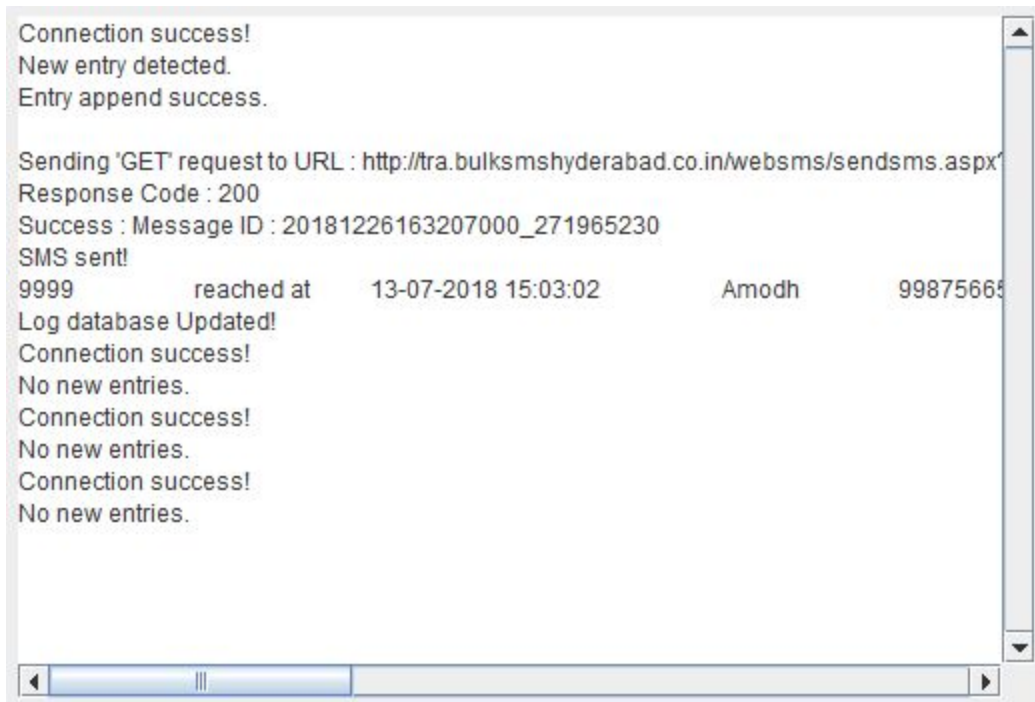 Connection success!
New entry detected.
Entry append success.
Sending 'GET' request to URL : http://tra.bulksmshyderabad.co.in/websms/sendsms.aspx?
Response Code : 200
Success : Message ID : 20181226163207000_271965230
SMS sent!
9999 reached at 13-07-2018 15:03:02 Amodh 99875665
Log database Updated!
Connection success!
No new entries.
Connection success!
No new entries.
Connection success!
No new entries.